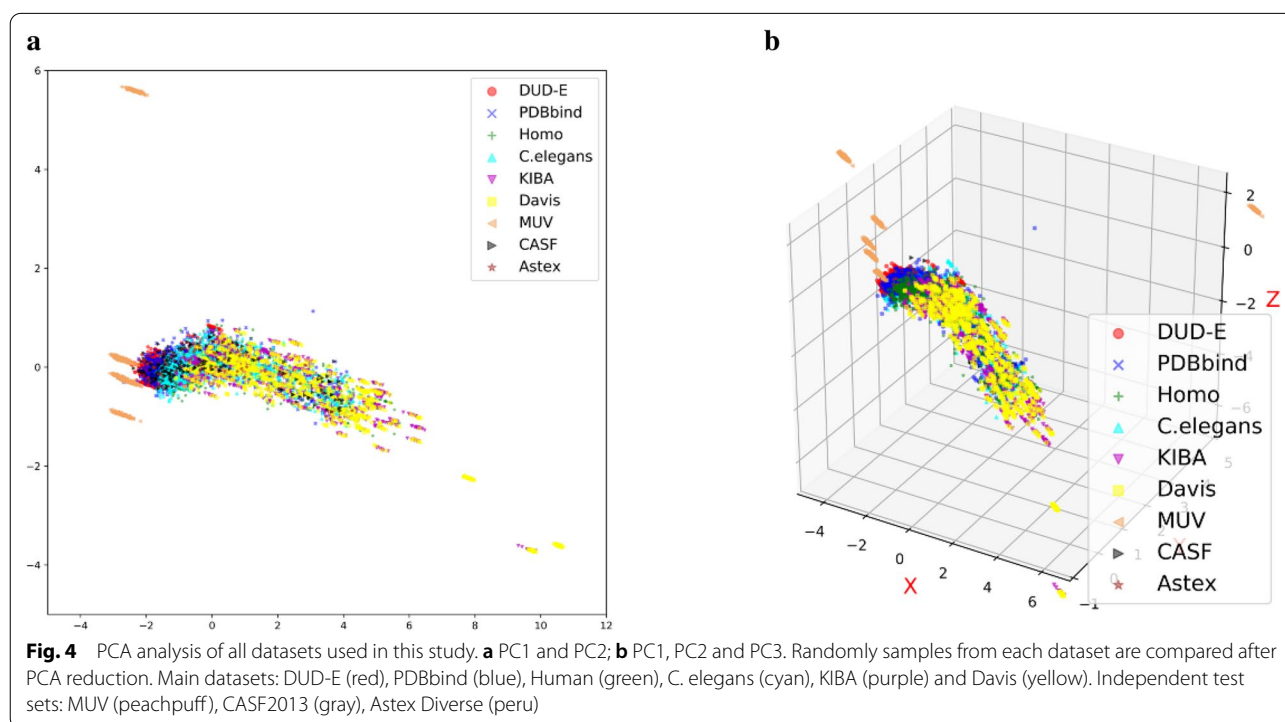 a
6
4
2
0
−2
−4
−2
0
2
4
6
8
10
12
DUD-E
PDBbind
Homo
C.elegans
KIBA
Davis
MUV
CASF
Astex
b
2
0
−2
Z
−4
−6
−4
−2
0
2
4
6
X
−1
0
1
2
3
4
5
DUD-E
PDBbind
Homo
C.elegans
KIBA
Davis
MUV
CASF
Astex
Fig. 4 PCA analysis of all datasets used in this study. a PC1 and PC2; b PC1, PC2 and PC3. Randomly samples from each dataset are compared after
PCA reduction. Main datasets: DUD-E (red), PDBbind (blue), Human (green), C. elegans (cyan), KIBA (purple) and Davis (yellow). Independent test
sets: MUV (peachpuff), CASF2013 (gray), Astex Diverse (peru)